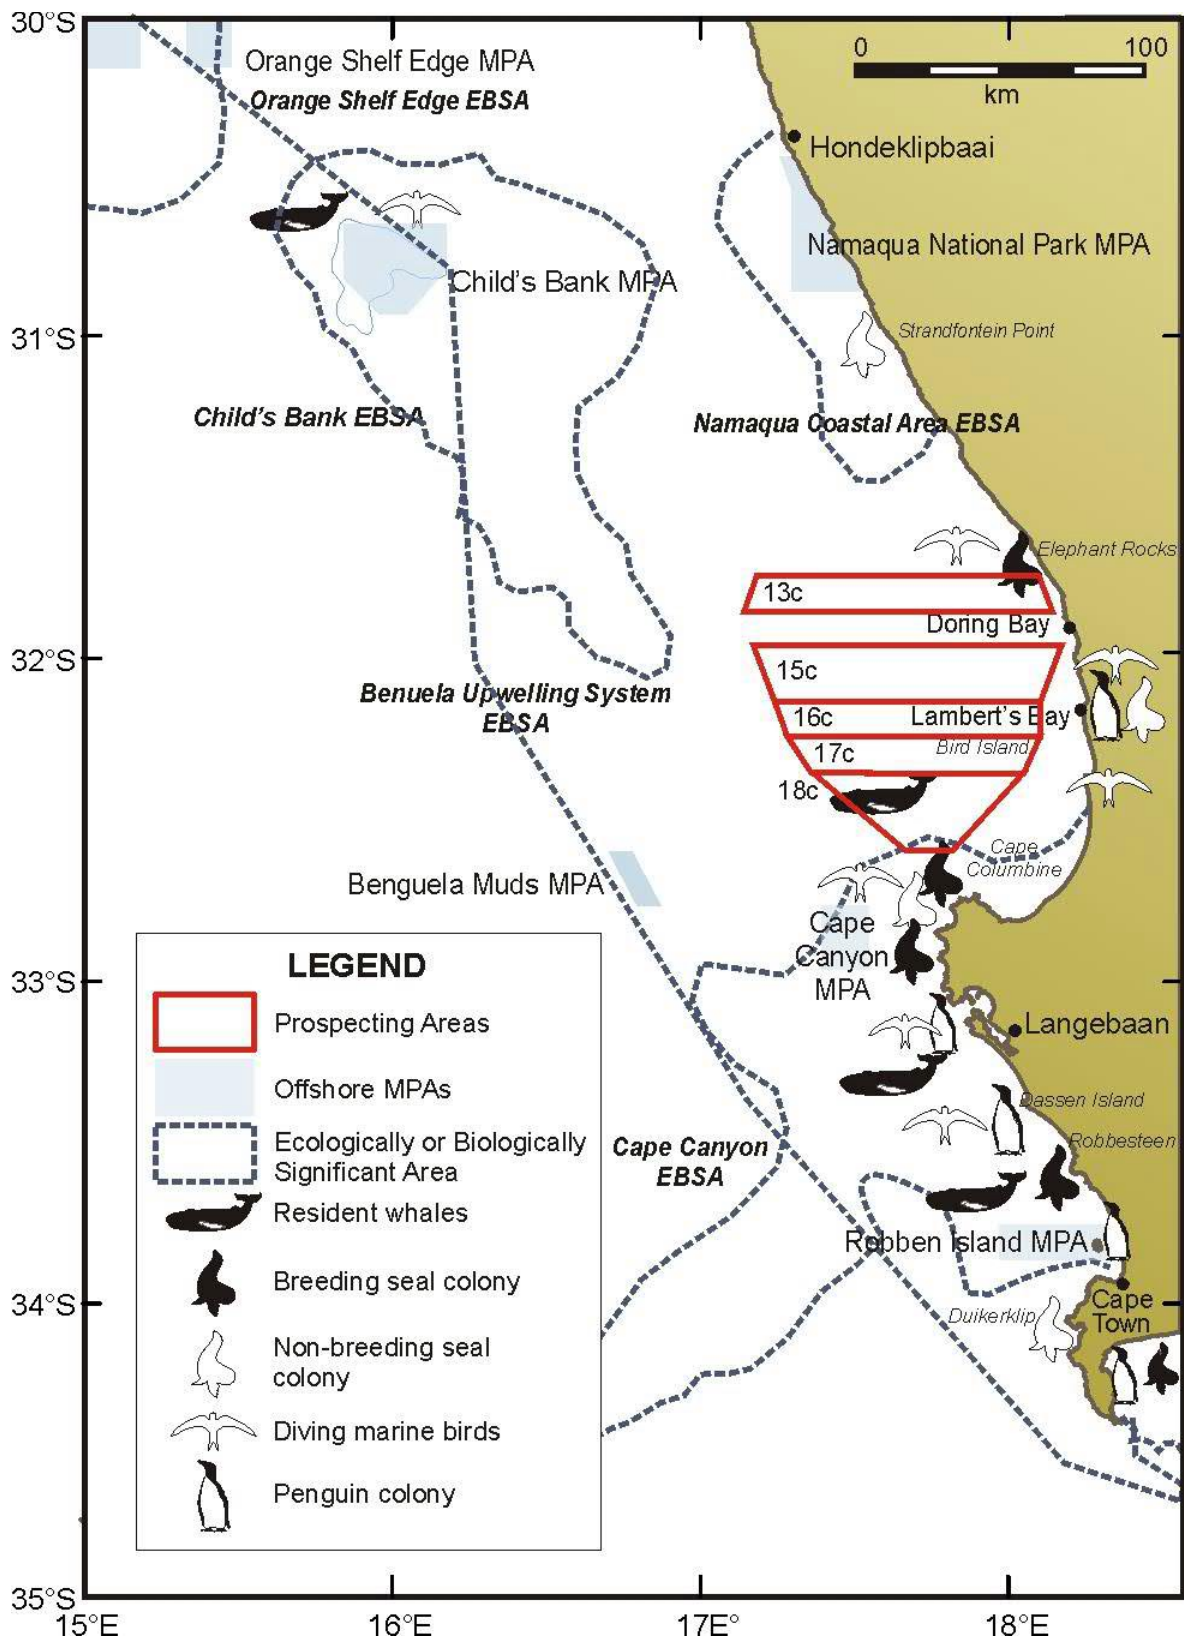 30°S
0 100
km
Orange Shelf Edge MPA
Orange Shelf Edge EBSA
Hondeklipbaai
Namaqua National Park MPA
Child's Bank MPA
31°S
Strandfontein Point
Child's Bank EBSA
Namaqua Coastal Area EBSA
Elephant Rocks
13c
Doring Bay
32°S
15c
Benuela Upwelling System
EBSA
16c
Lambert's Bay
17c
Bird Island
18c
Cape
Columbine
Benguela Muds MPA
Cape
Canyon
MPA
33°S
Langebaan
Dassen Island
Robbesteen
Cape Canyon
EBSA
Robben Island MPA
34°S
Duikerklip
Cape
Town
LEGEND
Prospecting Areas
Offshore MPAs
Ecologically or Biologically
Significant Area
Resident whales
Breeding seal colony
Non-breeding seal
colony
Diving marine birds
Penguin colony
35°S
15°E
16°E
17E°
18°E